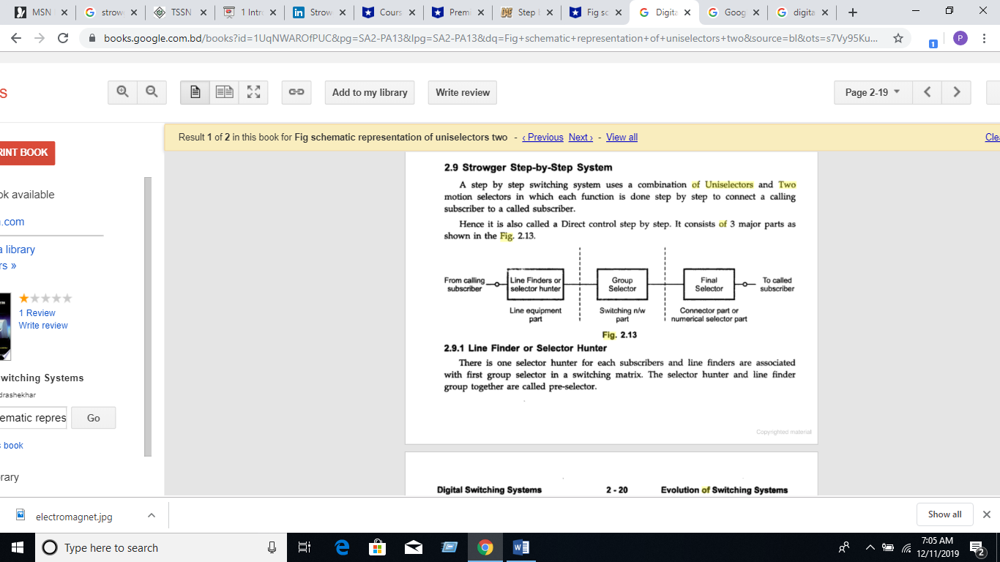 MSN
strow
TSSN
1 Intr
Strow
Cours
Prem
Step
Fig sc
Digita
Goog
digita
books.google.com.bd/books?id=1UqNWAROfPUC&pg=SA2-PA13&lpg=SA2-PA13&dq=Fig+schematic+representation+of+uniselectors+two&source=bl&ots=s7Vy95Ku...
1
P
s
Add to my library
Write review
Page 2-19
Result 1 of 2 in this book for Fig schematic representation of uniselectors two - ‹ Previous Next › - View all
Cle
RINT BOOK
ok available
.com
a library
rs »
1 Review
Write review
witching Systems
drashekhar
ematic repres
Go
s book
rary
2.9 Strowger Step-by-Step System
A step by step switching system uses a combination of Uniselectors and Two
motion selectors in which each function is done step by step to connect a calling
subscriber to a called subscriber.
Hence it is also called a Direct control step by step. It consists of 3 major parts as
shown in the Fig. 2.13.
From calling
subscriber
Line Finders or
selector hunter
Group
Selector
Final
Selector
To called
subscriber
Line equipment
part
Switching n/w
part
Connector part or
numerical selector part
Fig. 2.13
2.9.1 Line Finder or Selector Hunter
There is one selector hunter for each subscribers and line finders are associated
with first group selector in a switching matrix. The selector hunter and line finder
group together are called pre-selector.
Copyrighted material
Digital Switching Systems
2 - 20
Evolution of Switching Systems
electromagnet.jpg
Show all
Type here to search
7:05 AM
12/11/2019
2